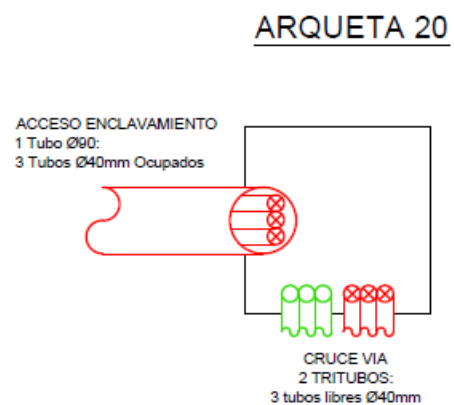 ARQUETA 20
ACCESO ENCLAVAMIENTO
1 Tubo Ø90:
3 Tubos Ø40mm Ocupados
CRUCE VIA
2 TRITUBOS:
3 tubos libres Ø40mm